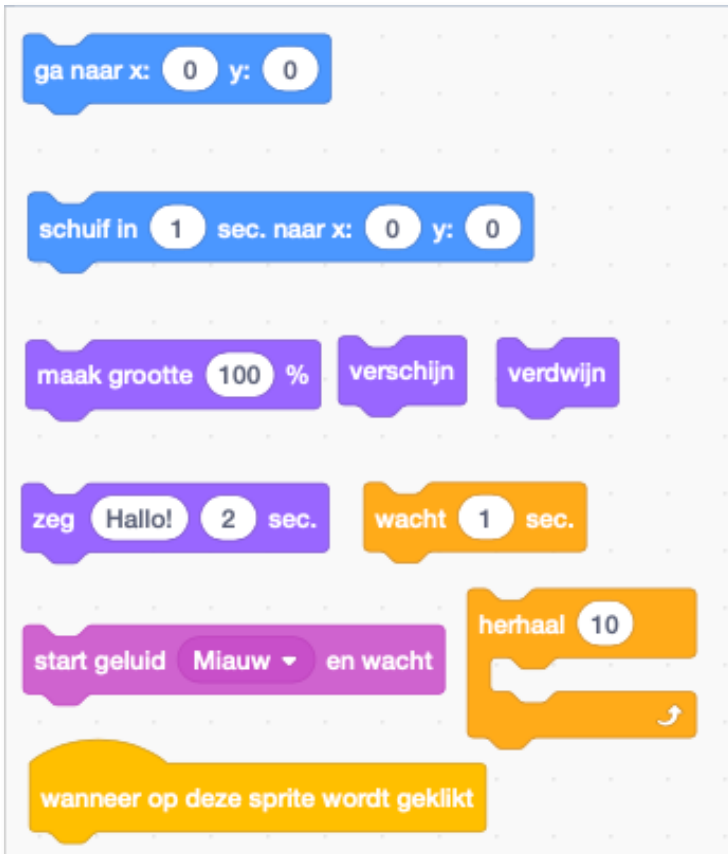 ga naar x: 0 y: 0
schuif in 1 sec. naar x: 0 y: 0
maak grootte 100 %
verschijn
verdwijn
zeg Hallo! 2 sec.
wacht 1 sec.
herhaal 10
start geluid Miauw en wacht
wanneer op deze sprite wordt geklikt